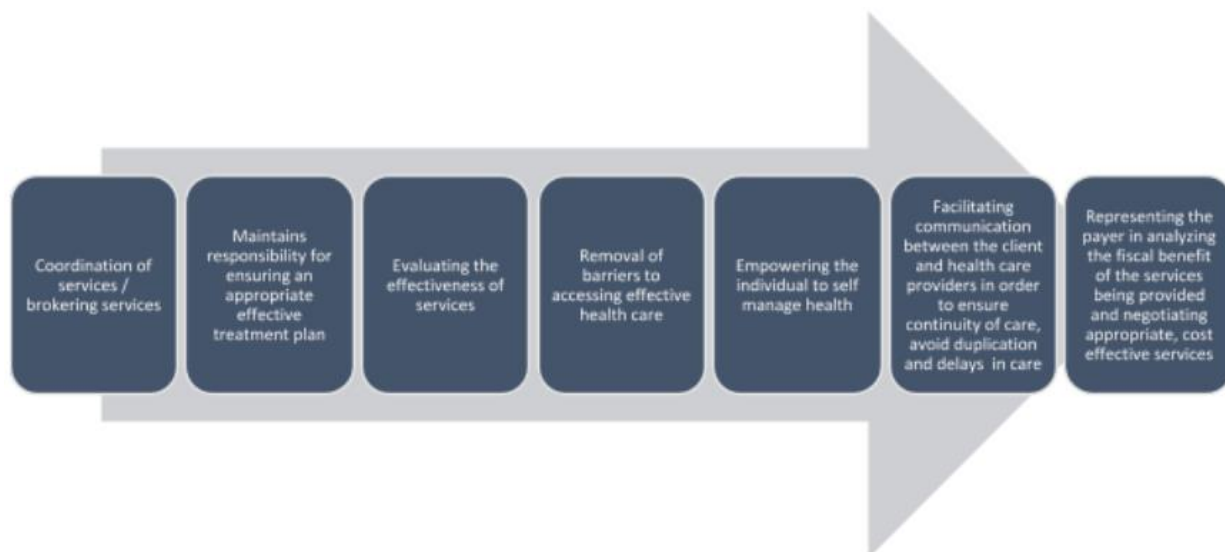 Coordination of
services /
brokering services
Maintains
responsibility for
ensuring an
appropriate
effective
treatment plan
Evaluating the
effectiveness of
services
Removal of
barriers to
accessing effective
health care
Empowering the
individual to self
manage health
Facilitating
communication
between the client
and health care
providers in order
to ensure
continuity of care,
avoid duplication
and delays in care
Representing the
payer in analyzing
the fiscal benefit
of the services
being provided
and negotiating
appropriate, cost
effective services